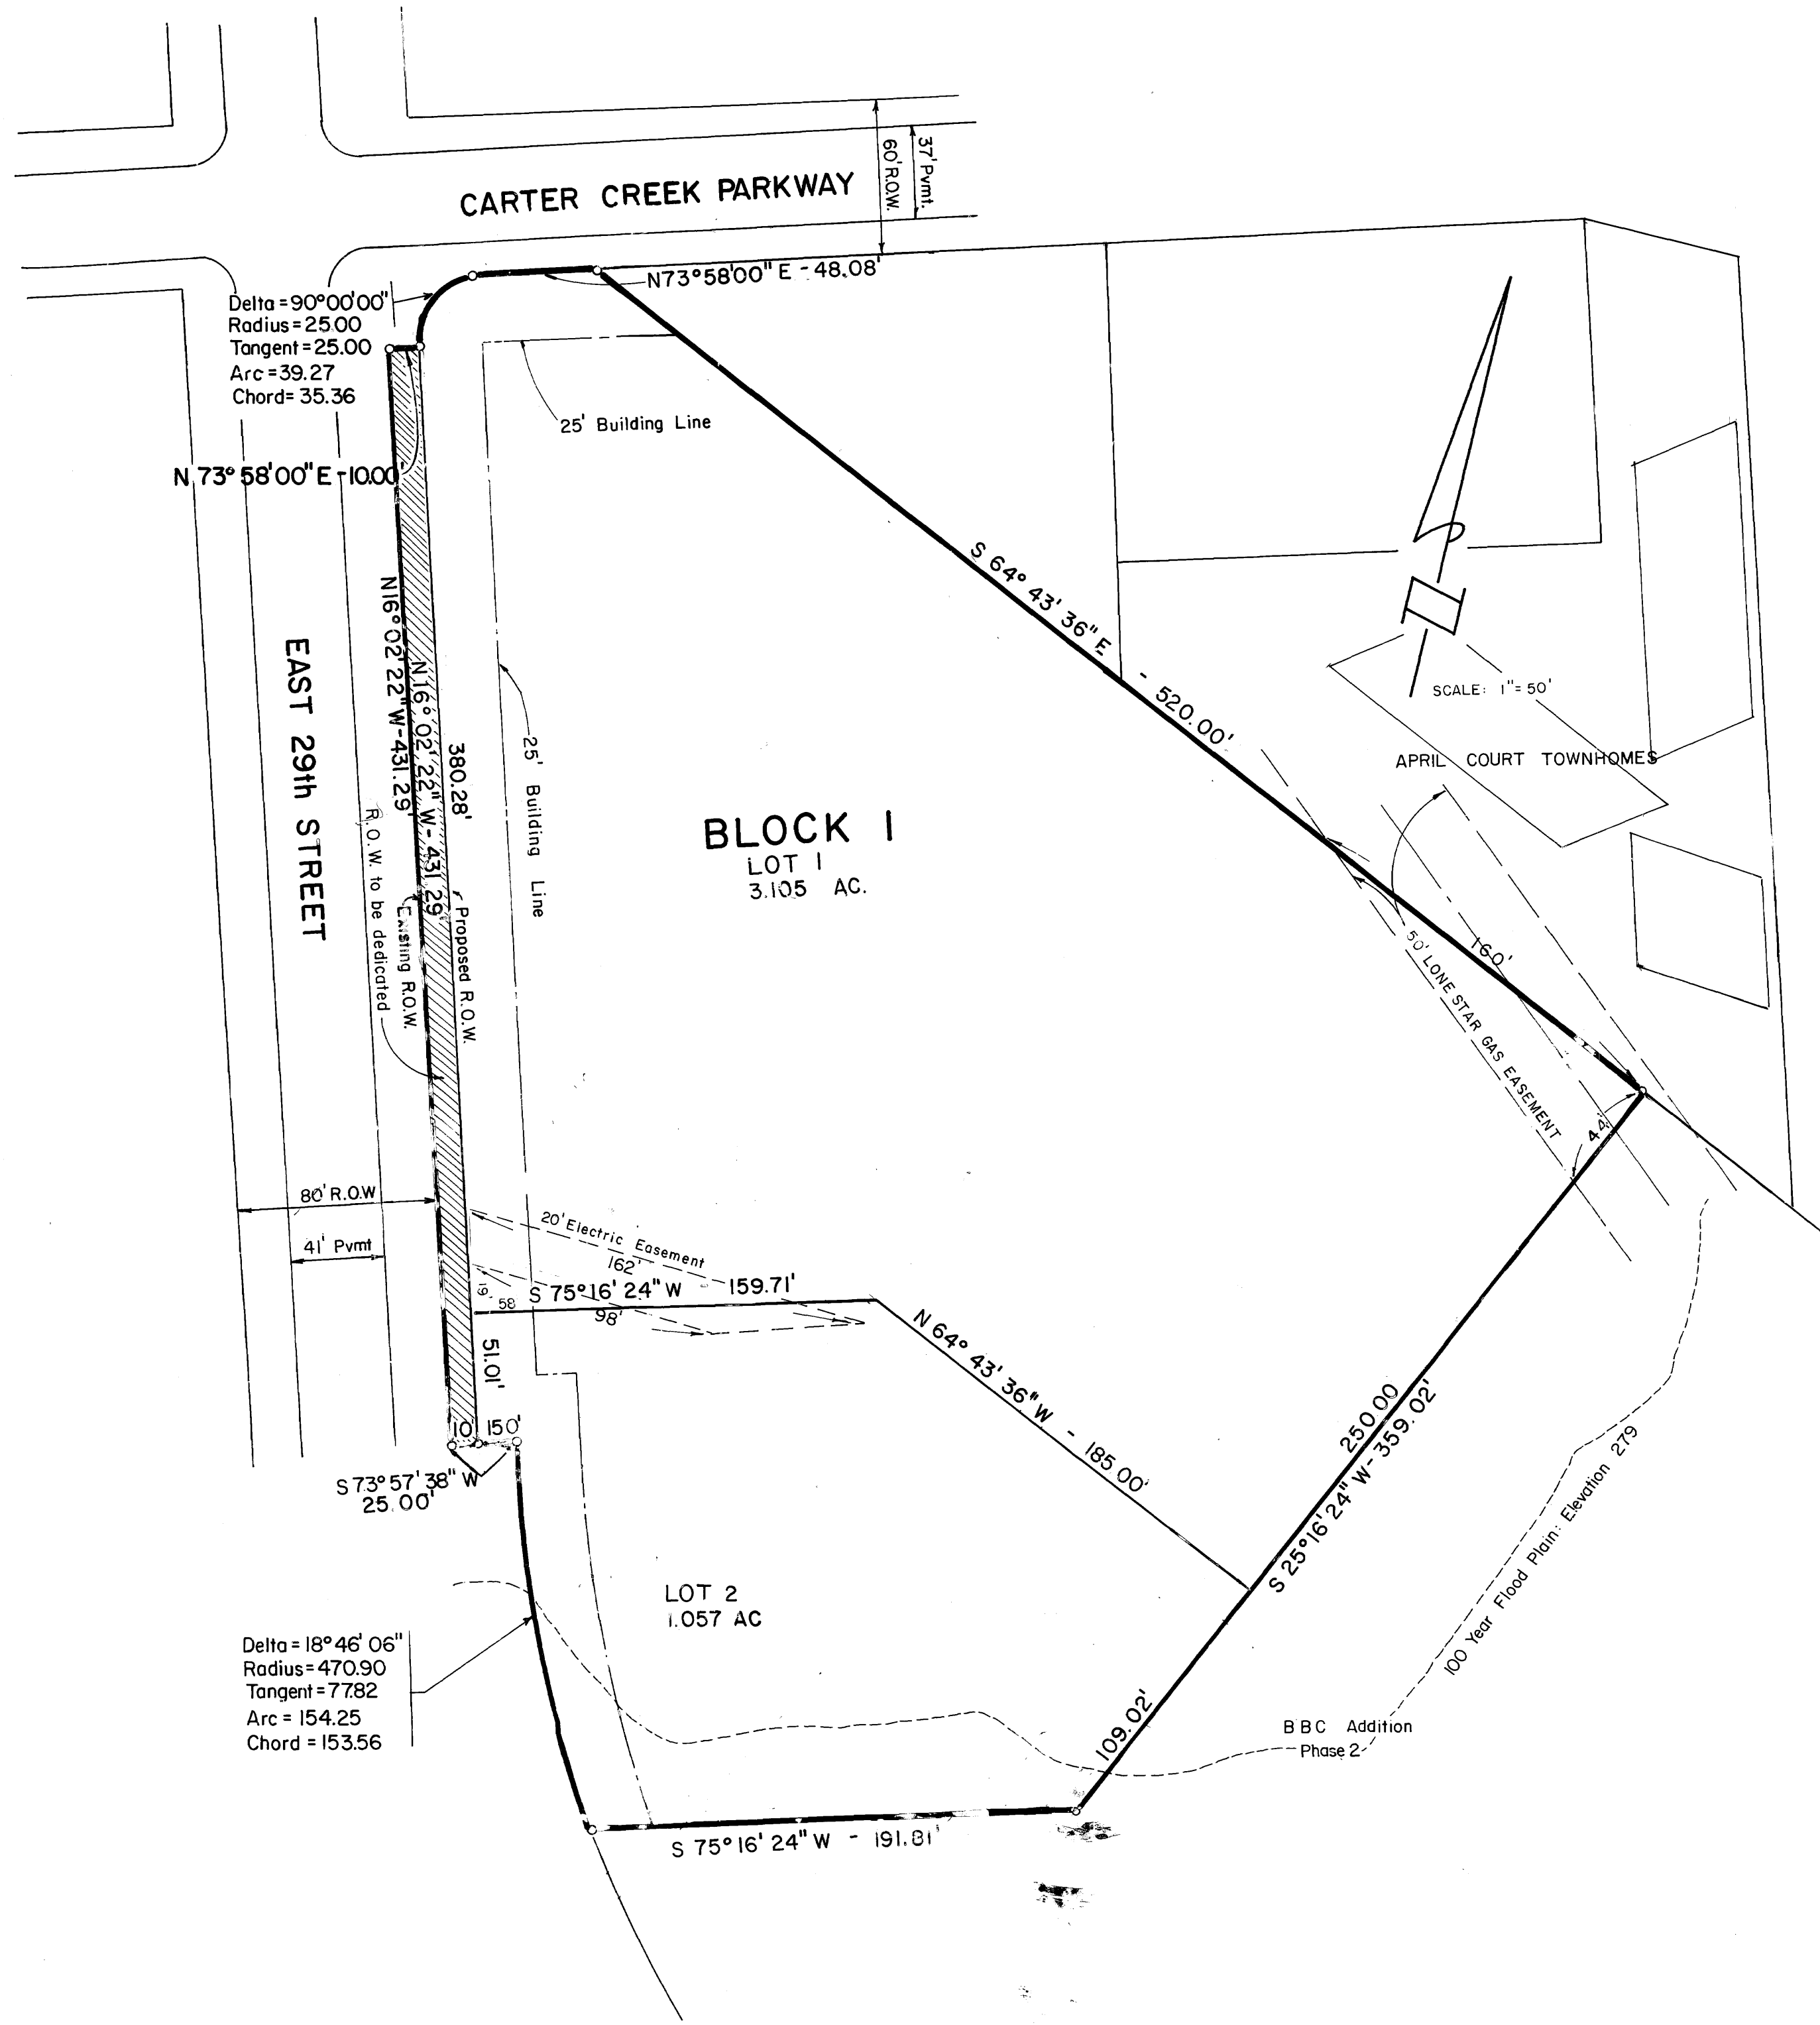 CARTER CREEK PARKWAY
60' R.O.W.
37' Pvmt.
N73°58'00" E - 48.08'
Delta = 90°00'00"
Radius = 25.00
Tangent = 25.00
Arc = 39.27
Chord = 35.36
25' Building Line
N 73° 58' 00" E - 10.00'
EAST 29th STREET
N16° 02' 22" W - 431.29'
N 16° 02' 22" W - 431.29
380.28'
25' Building Line
R.O.W. to be dedicated
Existing R.O.W.
Proposed R.O.W.
BLOCK 1
LOT 1
3.105 AC.
S 64° 43' 36" E - 520.00'
SCALE: 1" = 50'
APRIL COURT TOWNHOMES
160'
50' LONE STAR GAS EASEMENT
44'
80' R.O.W
41' Pvmt
20' Electric Easement
162'
S 75° 16' 24" W 159.71'
19
58
98'
51.01'
N 64° 43' 36" W - 185.00'
250.00
S 25° 16' 24" W - 359.02'
10'
15.0'
S 73° 57' 38" W
25.00'
100 Year Flood Plain: Elevation 279
LOT 2
1.057 AC
Delta = 18° 46' 06"
Radius = 470.90
Tangent = 77.82
Arc = 154.25
Chord = 153.56
109.02'
B B C Addition
Phase 2
S 75° 16' 24" W - 191.81'